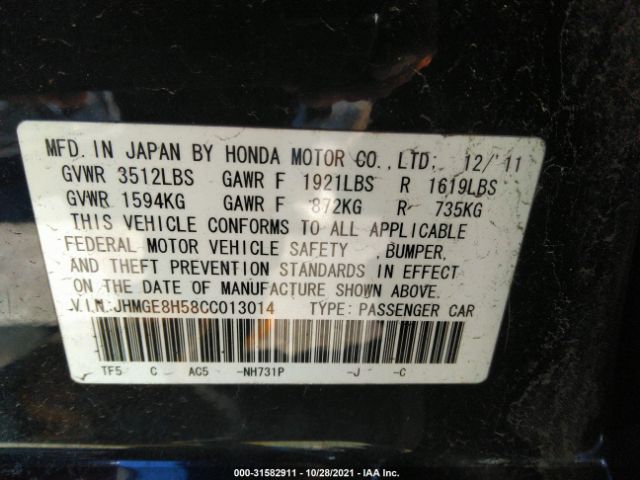 MFD. IN JAPAN BY HONDA MOTOR CO.,LTD; 12/'11
GVWR 3512LBS GAWR F 1921LBS R 1619LBS
GVWR 1594KG GAWR F 872KG R 735KG
THIS VEHICLE CONFORMS TO ALL APPLICABLE
FEDERAL MOTOR VEHICLE SAFETY ,BUMPER,
AND THEFT PREVENTION STANDARDS IN EFFECT
ON THE DATE OF MANUFACTURE SHOWN ABOVE.
V.I.N.:JHMGE8H58CC013014 TYPE: PASSENGER CAR
TF5 C AC5 -NH731P -J -C
000-31582911 - 10/28/2021 - IAA Inc.